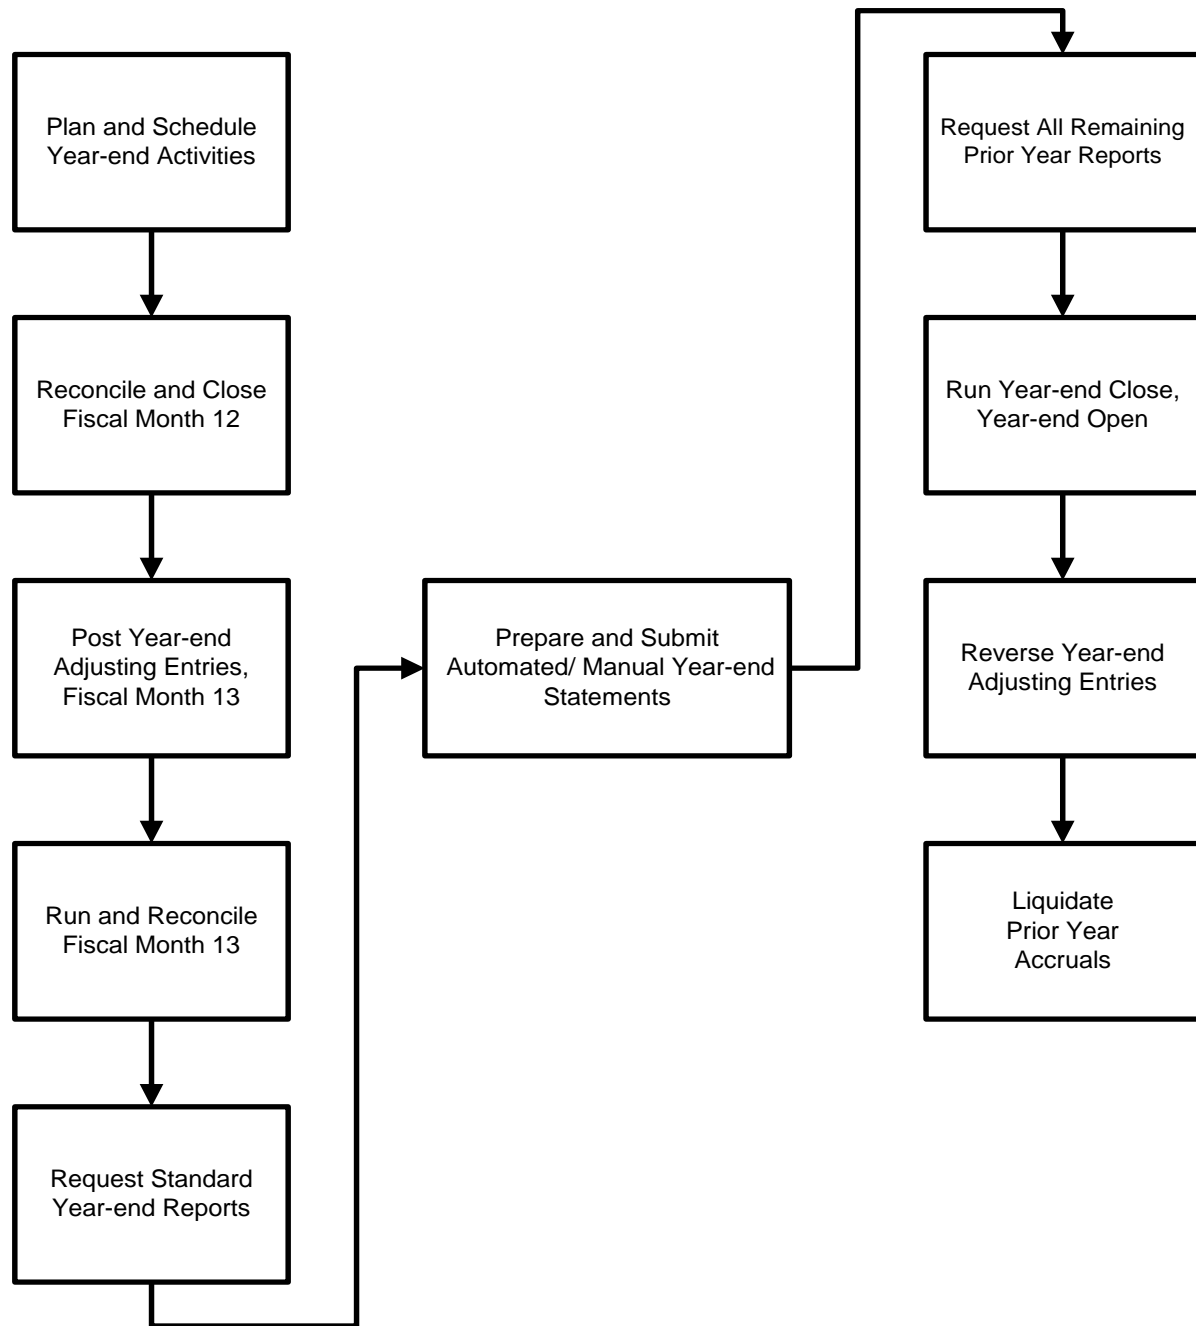 Plan and Schedule
Year-end Activities
Reconcile and Close
Fiscal Month 12
Post Year-end
Adjusting Entries,
Fiscal Month 13
Run and Reconcile
Fiscal Month 13
Request Standard
Year-end Reports
Prepare and Submit
Automated/ Manual Year-end
Statements
Request All Remaining
Prior Year Reports
Run Year-end Close,
Year-end Open
Reverse Year-end
Adjusting Entries
Liquidate
Prior Year
Accruals